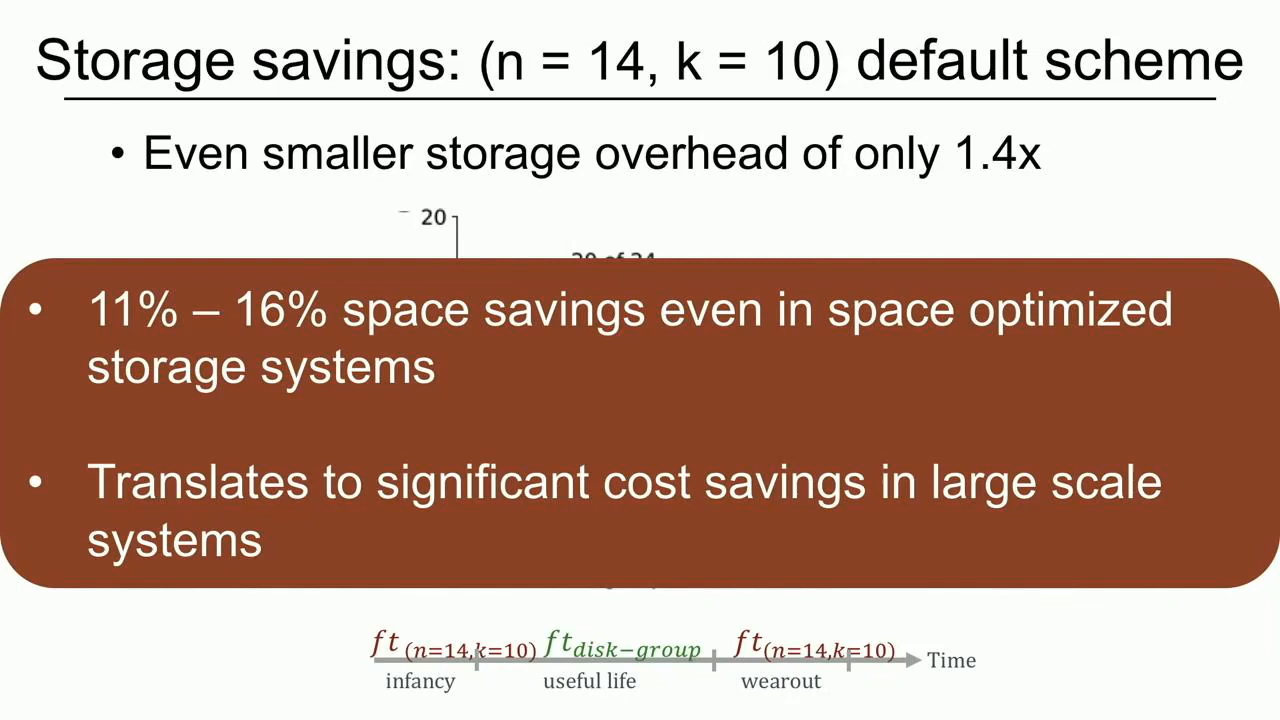 Storage savings: (n = 14, k = 10) default scheme
• Even smaller storage overhead of only 1.4x
20
• 11% – 16% space savings even in space optimized
storage systems
• Translates to significant cost savings in large scale
systems
ft(n=14,k=10) ftdisk−group ft(n=14,k=10)
Time
infancy useful life wearout